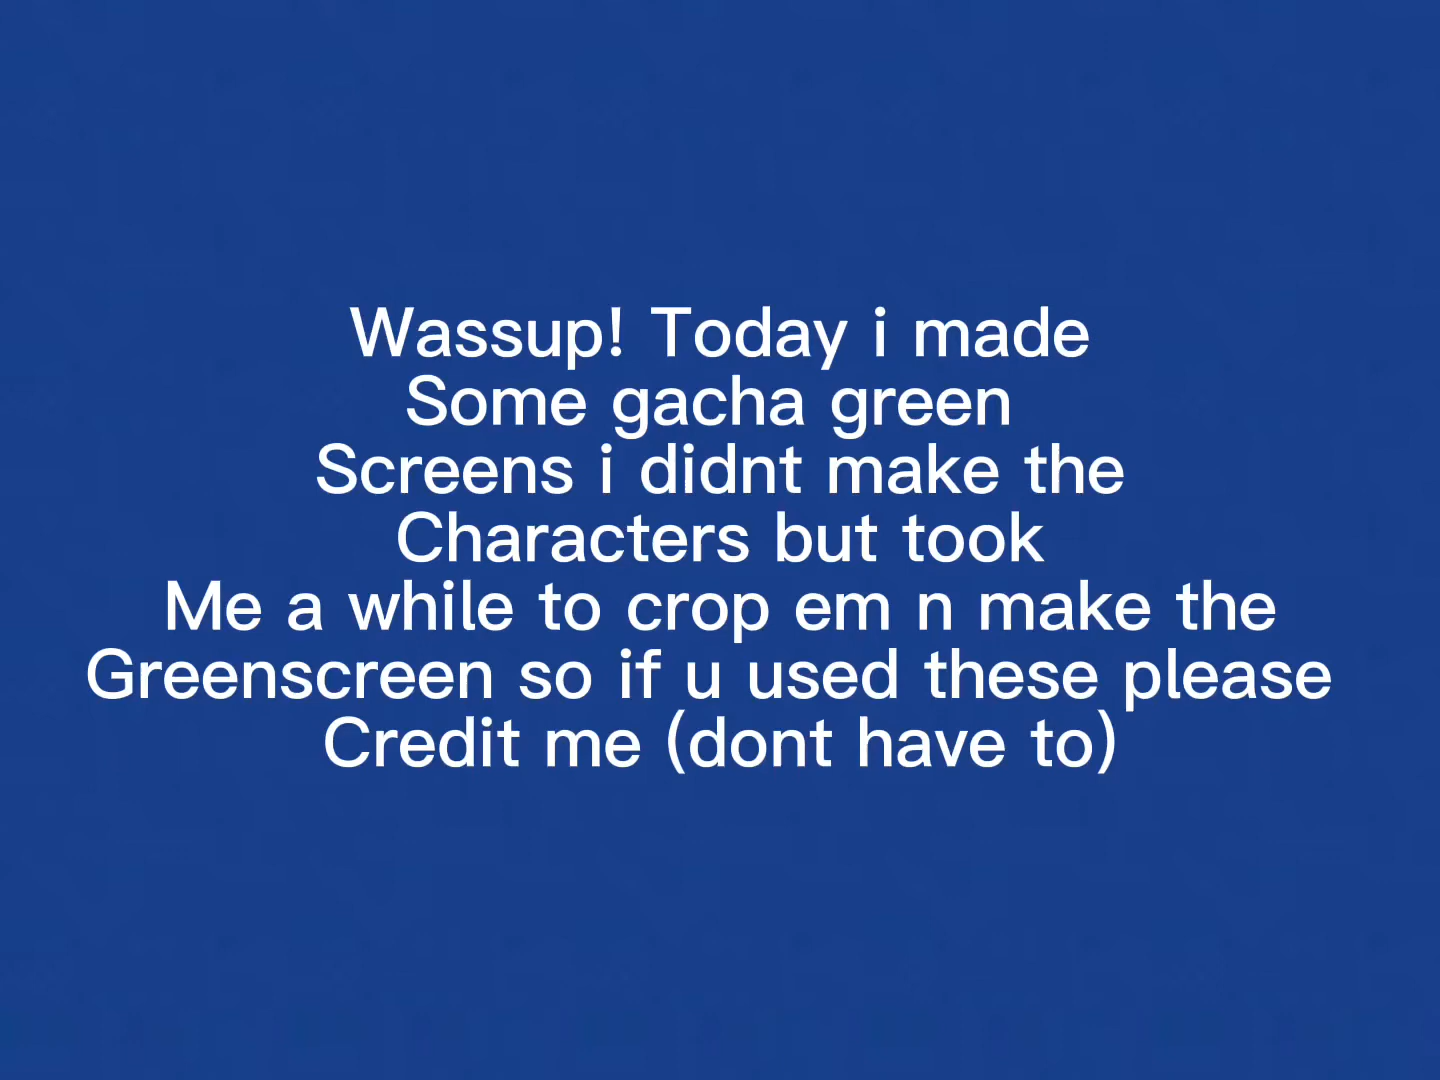 Wassup! Today i made
Some gacha green
Screens i didnt make the
Characters but took
Me a while to crop em n make the
Greenscreen so if u used these please
Credit me (dont have to)